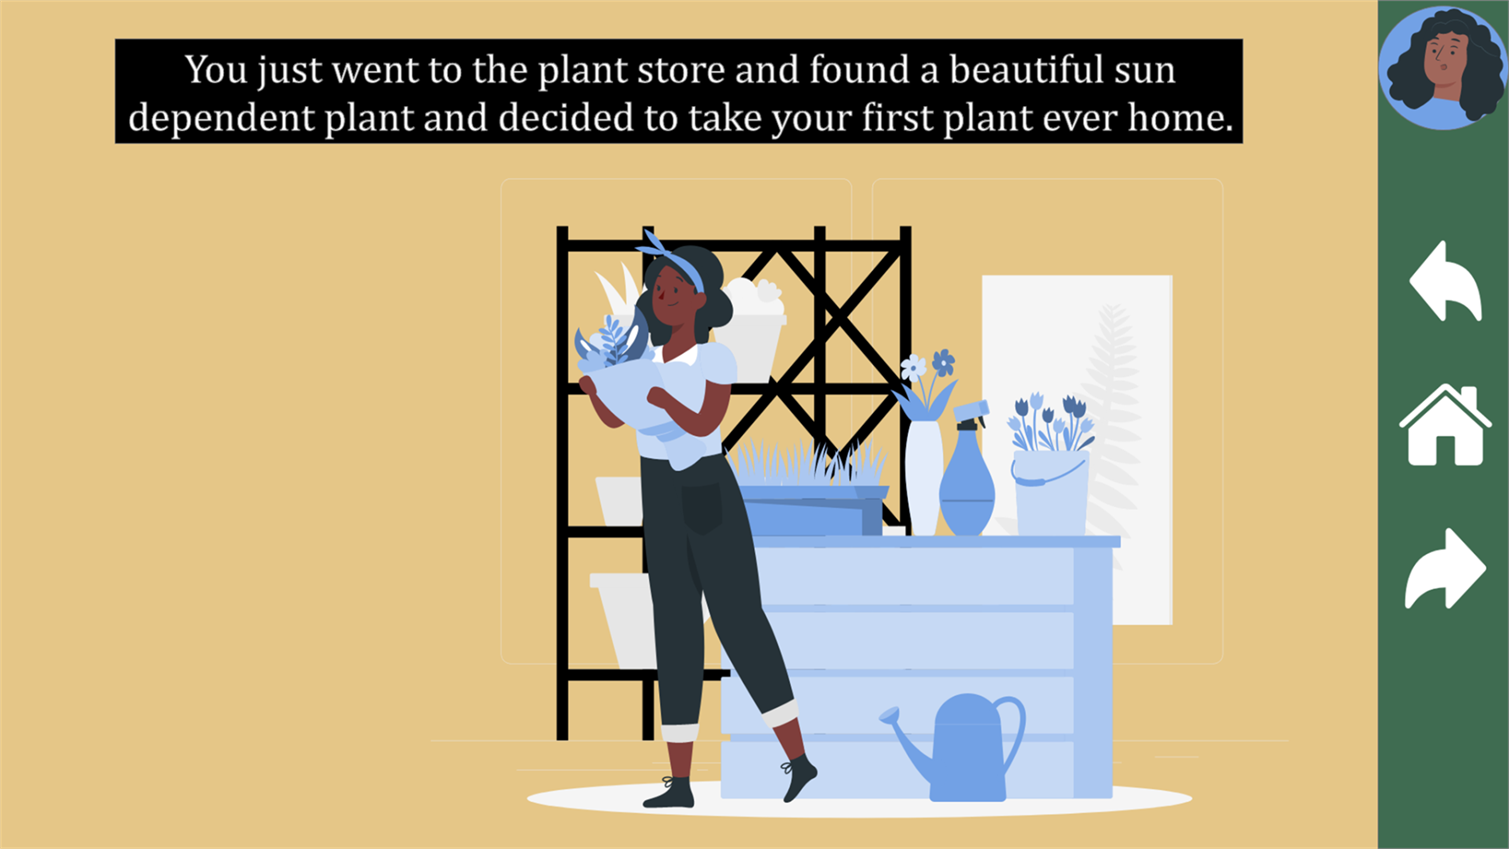 You just went to the plant store and found a beautiful sun
dependent plant and decided to take your first plant ever home.